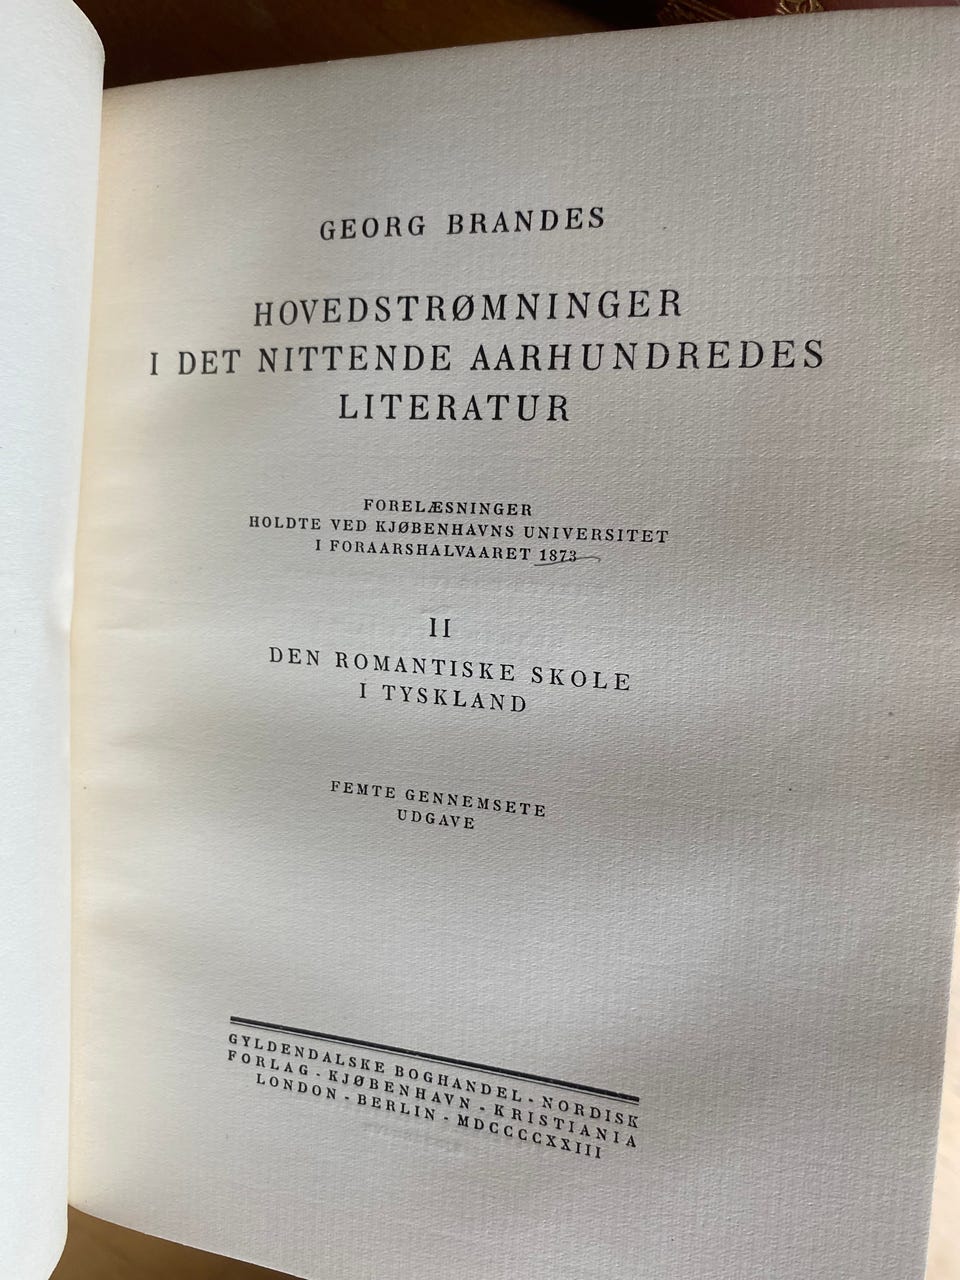 GEORG BRANDES
HOVEDSTRØMNINGER
I DET NITTENDE AARHUNDREDES
LITERATUR
FORELÆSNINGER
HOLDTE VED KJØBENHAVNS UNIVERSITET
I FORAARSHALVAARET 1873
II
DEN ROMANTISKE SKOLE
I TYSKLAND
FEMTE GENNEMSETE
UDGAVE
GYLDENDALSKE BOGHANDEL - NORDISK
FORLAG - KJØBENHAVN - KRISTIANIA
LONDON - BERLIN - MDCCCCXXIII